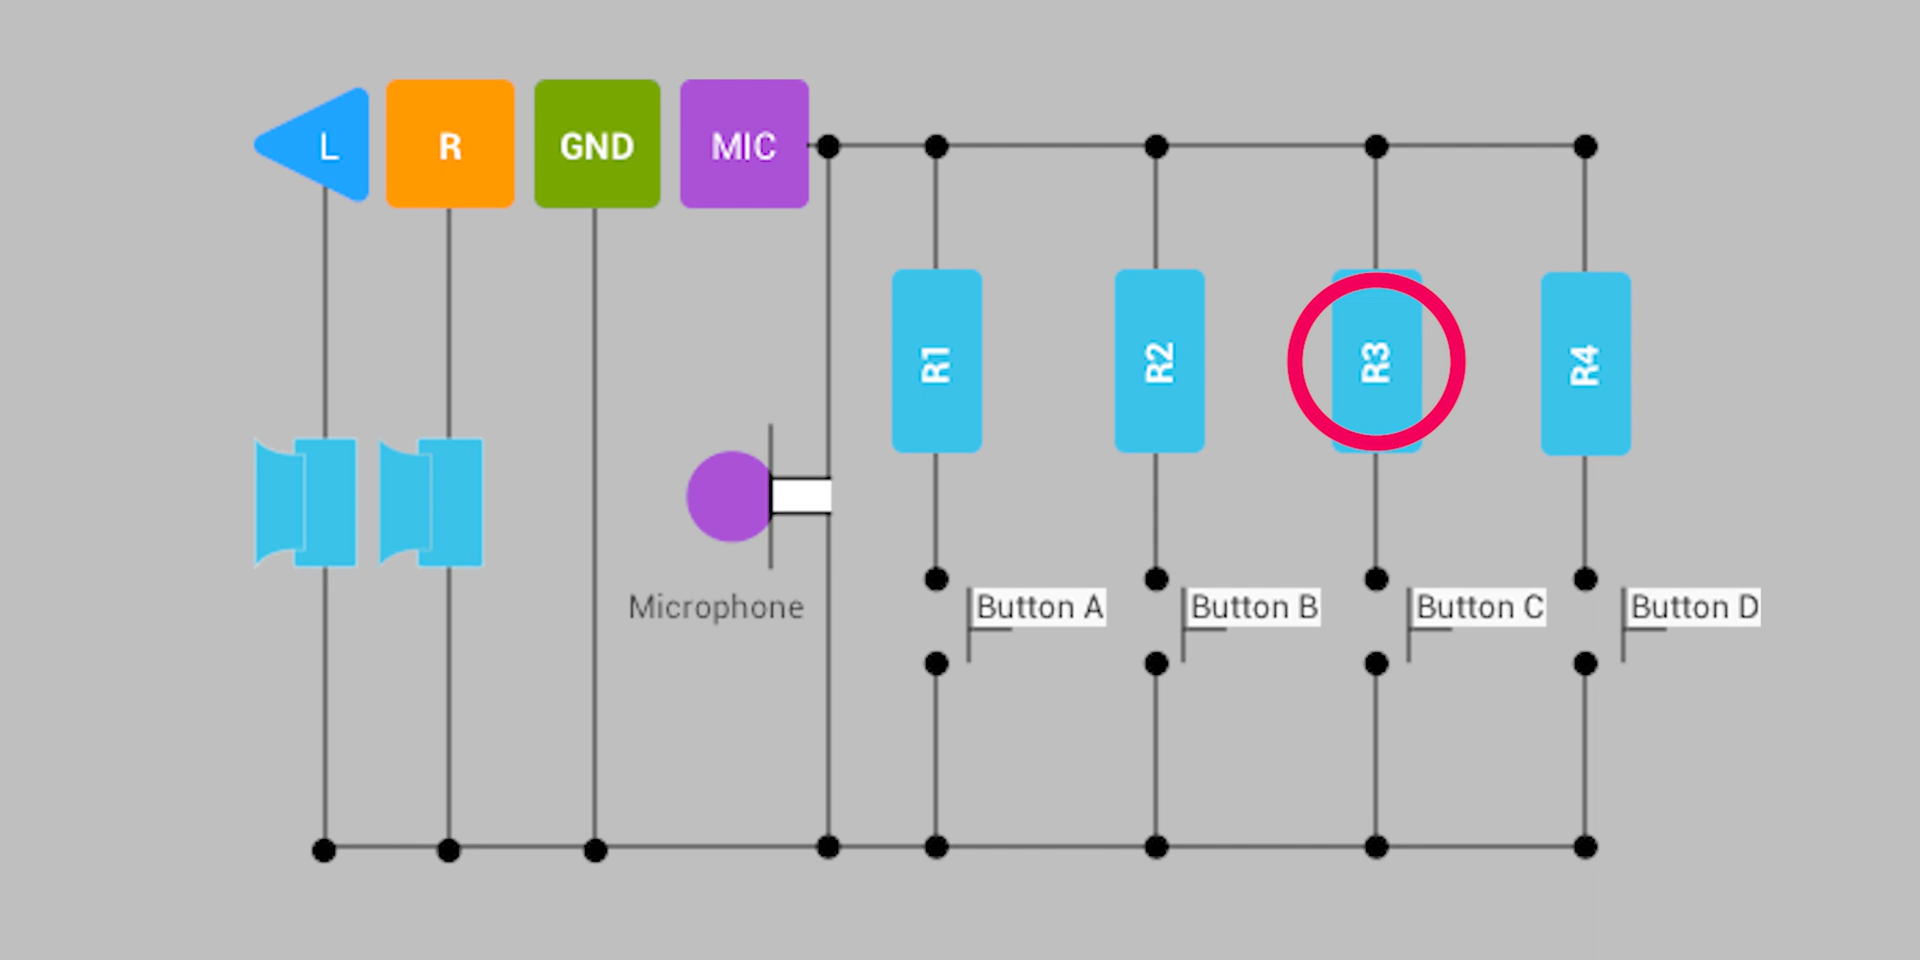 L
R
GND
MIC
R1
R2
R3
R4
Microphone
Button A
Button B
Button C
Button D